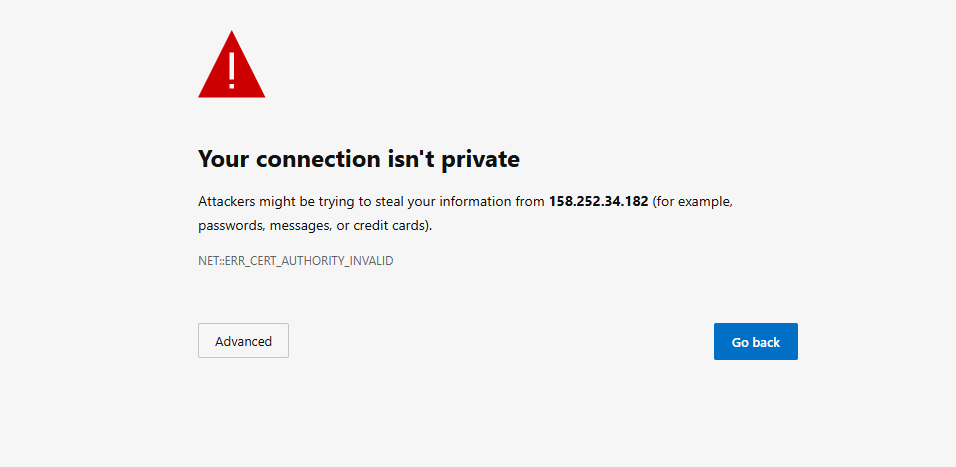 Your connection isn't private
Attackers might be trying to steal your information from 158.252.34.182 (for example,
passwords, messages, or credit cards).
NET::ERR_CERT_AUTHORITY_INVALID
Advanced
Go back